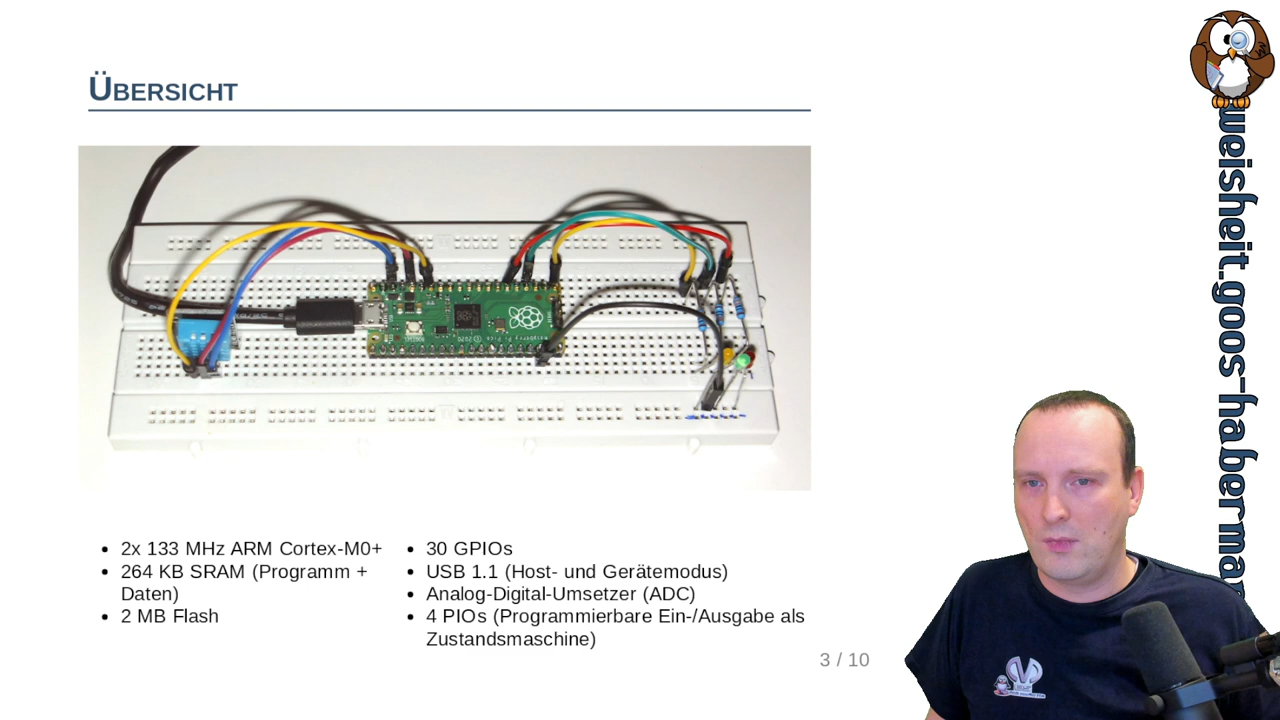 ÜBERSICHT
2x 133 MHz ARM Cortex-M0+
264 KB SRAM (Programm +
Daten)
2 MB Flash
30 GPIOs
USB 1.1 (Host- und Gerätemodus)
Analog-Digital-Umsetzer (ADC)
4 PIOs (Programmierbare Ein-/Ausgabe als
Zustandsmaschine)
3 / 10
weisheit.goos-haberman